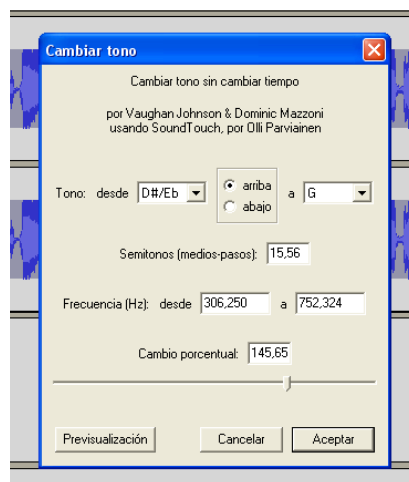 Cambiar tono
Cambiar tono sin cambiar tiempo
por Vaughan Johnson & Dominic Mazzoni
usando SoundTouch, por Olli Parviainen
Tono: desde D#/Eb arriba abajo a G
Semitonos (medios-pasos): 15,56
Frecuencia (Hz): desde 306,250 a 752,324
Cambio porcentual: 145,65
Previsualización Cancelar Aceptar